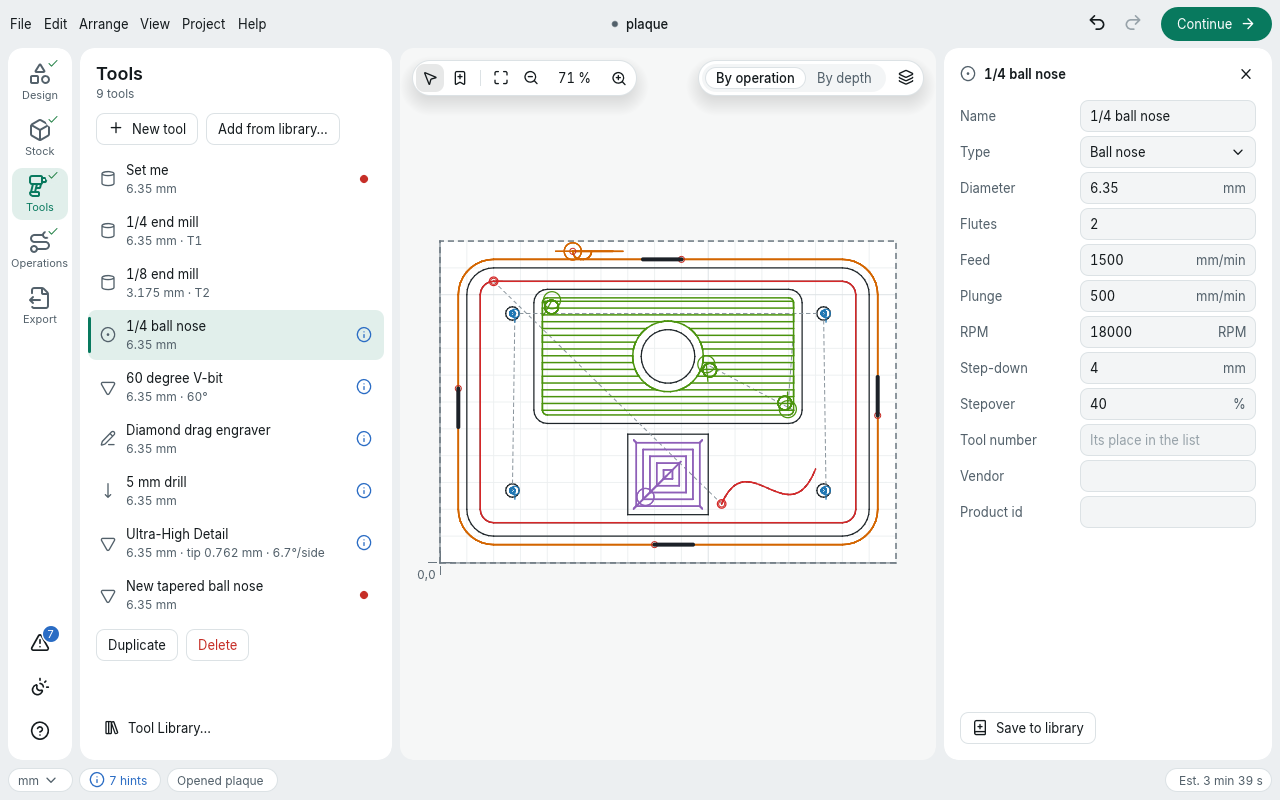 File Edit Arrange View Project Help
plaque
Continue
Design
Stock
Tools
Operations
Export
7
Tools
9 tools
New tool
Add from library...
Set me
6.35 mm
1/4 end mill
6.35 mm · T1
1/8 end mill
3.175 mm · T2
1/4 ball nose
6.35 mm
60 degree V-bit
6.35 mm · 60°
Diamond drag engraver
6.35 mm
5 mm drill
6.35 mm
Ultra-High Detail
6.35 mm · tip 0.762 mm · 6.7°/side
New tapered ball nose
6.35 mm
Duplicate
Delete
Tool Library...
71 %
By operation
By depth
0,0
1/4 ball nose
Name 1/4 ball nose
Type Ball nose
Diameter 6.35 mm
Flutes 2
Feed 1500 mm/min
Plunge 500 mm/min
RPM 18000 RPM
Step-down 4 mm
Stepover 40 %
Tool number Its place in the list
Vendor
Product id
Save to library
mm
7 hints
Opened plaque
Est. 3 min 39 s